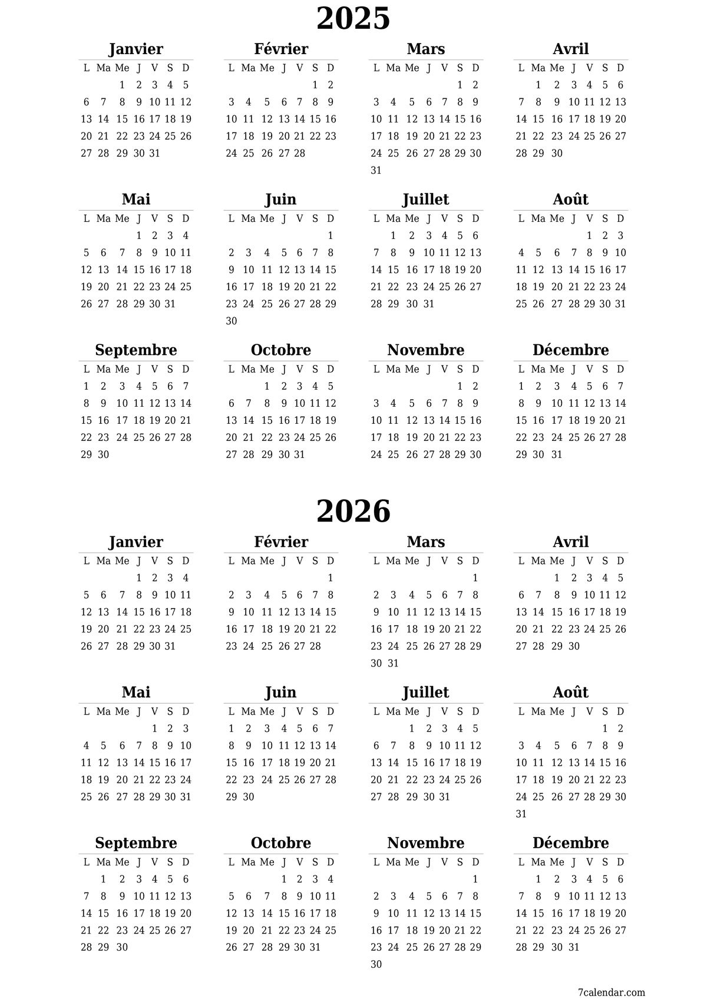 2025
Janvier Février Mars Avril
L Ma Me J V S D L Ma Me J V S D L Ma Me J V S D L Ma Me J V S D
1 2 3 4 5 1 2 1 2 1 2 3 4 5 6
6 7 8 9 10 11 12 3 4 5 6 7 8 9 3 4 5 6 7 8 9 7 8 9 10 11 12 13
13 14 15 16 17 18 19 10 11 12 13 14 15 16 10 11 12 13 14 15 16 14 15 16 17 18 19 20
20 21 22 23 24 25 26 17 18 19 20 21 22 23 17 18 19 20 21 22 23 21 22 23 24 25 26 27
27 28 29 30 31 24 25 26 27 28 24 25 26 27 28 29 30 28 29 30
31
Mai Juin Juillet Août
L Ma Me J V S D L Ma Me J V S D L Ma Me J V S D L Ma Me J V S D
1 2 3 4 1 1 2 3 4 5 6 1 2 3
5 6 7 8 9 10 11 2 3 4 5 6 7 8 7 8 9 10 11 12 13 4 5 6 7 8 9 10
12 13 14 15 16 17 18 9 10 11 12 13 14 15 14 15 16 17 18 19 20 11 12 13 14 15 16 17
19 20 21 22 23 24 25 16 17 18 19 20 21 22 21 22 23 24 25 26 27 18 19 20 21 22 23 24
26 27 28 29 30 31 23 24 25 26 27 28 29 28 29 30 31 25 26 27 28 29 30 31
30
Septembre Octobre Novembre Décembre
L Ma Me J V S D L Ma Me J V S D L Ma Me J V S D L Ma Me J V S D
1 2 3 4 5 6 7 1 2 3 4 5 1 2 1 2 3 4 5 6 7
8 9 10 11 12 13 14 6 7 8 9 10 11 12 3 4 5 6 7 8 9 8 9 10 11 12 13 14
15 16 17 18 19 20 21 13 14 15 16 17 18 19 10 11 12 13 14 15 16 15 16 17 18 19 20 21
22 23 24 25 26 27 28 20 21 22 23 24 25 26 17 18 19 20 21 22 23 22 23 24 25 26 27 28
29 30 27 28 29 30 31 24 25 26 27 28 29 30 29 30 31
2026
Janvier Février Mars Avril
L Ma Me J V S D L Ma Me J V S D L Ma Me J V S D L Ma Me J V S D
1 2 3 4 1 1 1 2 3 4 5
5 6 7 8 9 10 11 2 3 4 5 6 7 8 2 3 4 5 6 7 8 6 7 8 9 10 11 12
12 13 14 15 16 17 18 9 10 11 12 13 14 15 9 10 11 12 13 14 15 13 14 15 16 17 18 19
19 20 21 22 23 24 25 16 17 18 19 20 21 22 16 17 18 19 20 21 22 20 21 22 23 24 25 26
26 27 28 29 30 31 23 24 25 26 27 28 23 24 25 26 27 28 29 27 28 29 30
30 31
Mai Juin Juillet Août
L Ma Me J V S D L Ma Me J V S D L Ma Me J V S D L Ma Me J V S D
1 2 3 1 2 3 4 5 6 7 1 2 3 4 5 1 2
4 5 6 7 8 9 10 8 9 10 11 12 13 14 6 7 8 9 10 11 12 3 4 5 6 7 8 9
11 12 13 14 15 16 17 15 16 17 18 19 20 21 13 14 15 16 17 18 19 10 11 12 13 14 15 16
18 19 20 21 22 23 24 22 23 24 25 26 27 28 20 21 22 23 24 25 26 17 18 19 20 21 22 23
25 26 27 28 29 30 31 29 30 27 28 29 30 31 24 25 26 27 28 29 30
31
Septembre Octobre Novembre Décembre
L Ma Me J V S D L Ma Me J V S D L Ma Me J V S D L Ma Me J V S D
1 2 3 4 5 6 1 2 3 4 1 1 2 3 4 5 6
7 8 9 10 11 12 13 5 6 7 8 9 10 11 2 3 4 5 6 7 8 7 8 9 10 11 12 13
14 15 16 17 18 19 20 12 13 14 15 16 17 18 9 10 11 12 13 14 15 14 15 16 17 18 19 20
21 22 23 24 25 26 27 19 20 21 22 23 24 25 16 17 18 19 20 21 22 21 22 23 24 25 26 27
28 29 30 26 27 28 29 30 31 23 24 25 26 27 28 29 28 29 30 31
30
7calendar.com